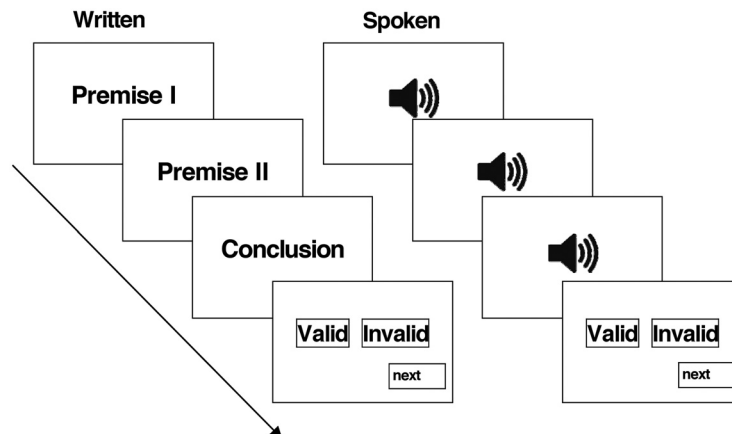 Written
Premise I
Premise II
Conclusion
Valid Invalid
next
Spoken
Valid Invalid
next